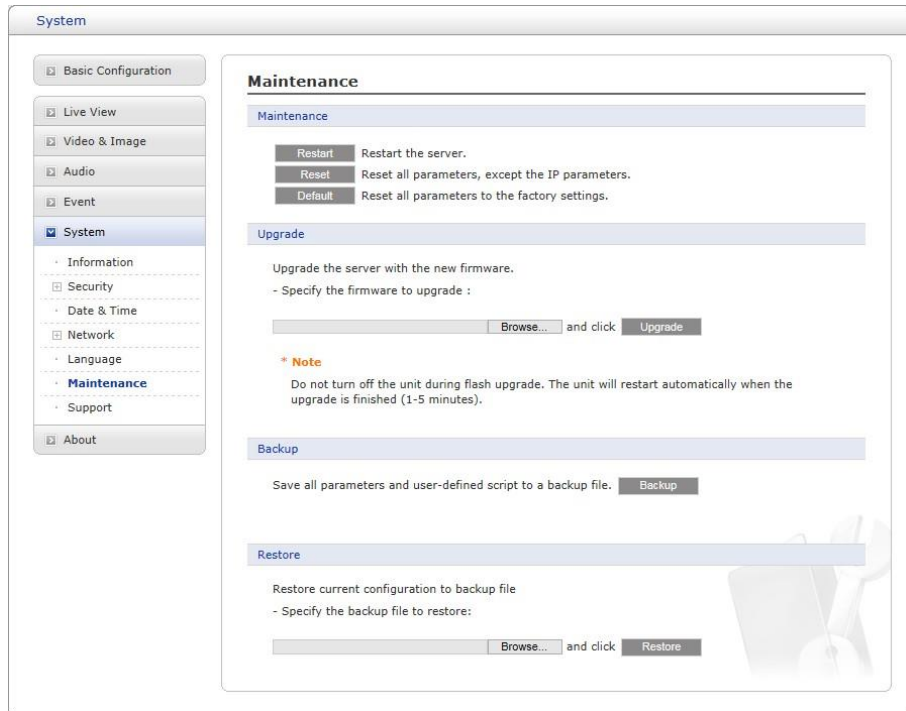 System
Basic Configuration
Live View
Video & Image
Audio
Event
System
Information
Security
Date & Time
Network
Language
Maintenance
Support
About
Maintenance
Maintenance
Restart Restart the server.
Reset Reset all parameters, except the IP parameters.
Default Reset all parameters to the factory settings.
Upgrade
Upgrade the server with the new firmware.
- Specify the firmware to upgrade :
Browse... and click Upgrade
* Note
Do not turn off the unit during flash upgrade. The unit will restart automatically when the
upgrade is finished (1-5 minutes).
Backup
Save all parameters and user-defined script to a backup file. Backup
Restore
Restore current configuration to backup file
- Specify the backup file to restore:
Browse... and click Restore